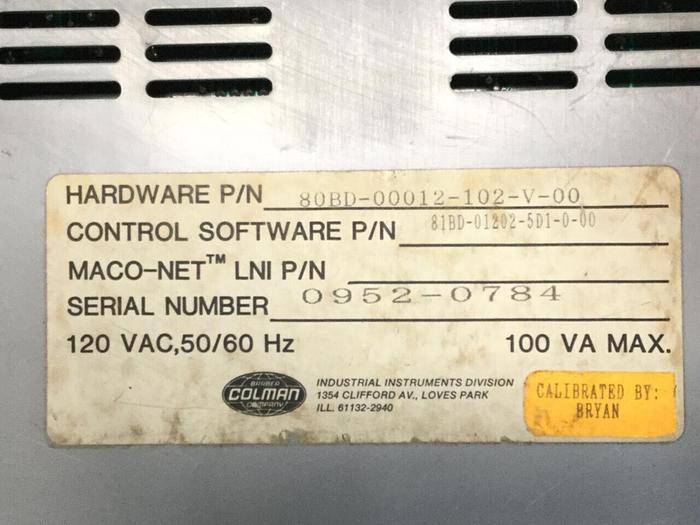 HARDWARE P/N 80BD-00012-102-V-00
CONTROL SOFTWARE P/N 81BD-01202-5D1-0-00
MACO-NET™ LNI P/N
SERIAL NUMBER 0952-0784
120 VAC,50/60 Hz 100 VA MAX.
BARBER
COLMAN
COMPANY
INDUSTRIAL INSTRUMENTS DIVISION
1354 CLIFFORD AV., LOVES PARK
ILL. 61132-2940
CALIBRATED BY:
BRYAN